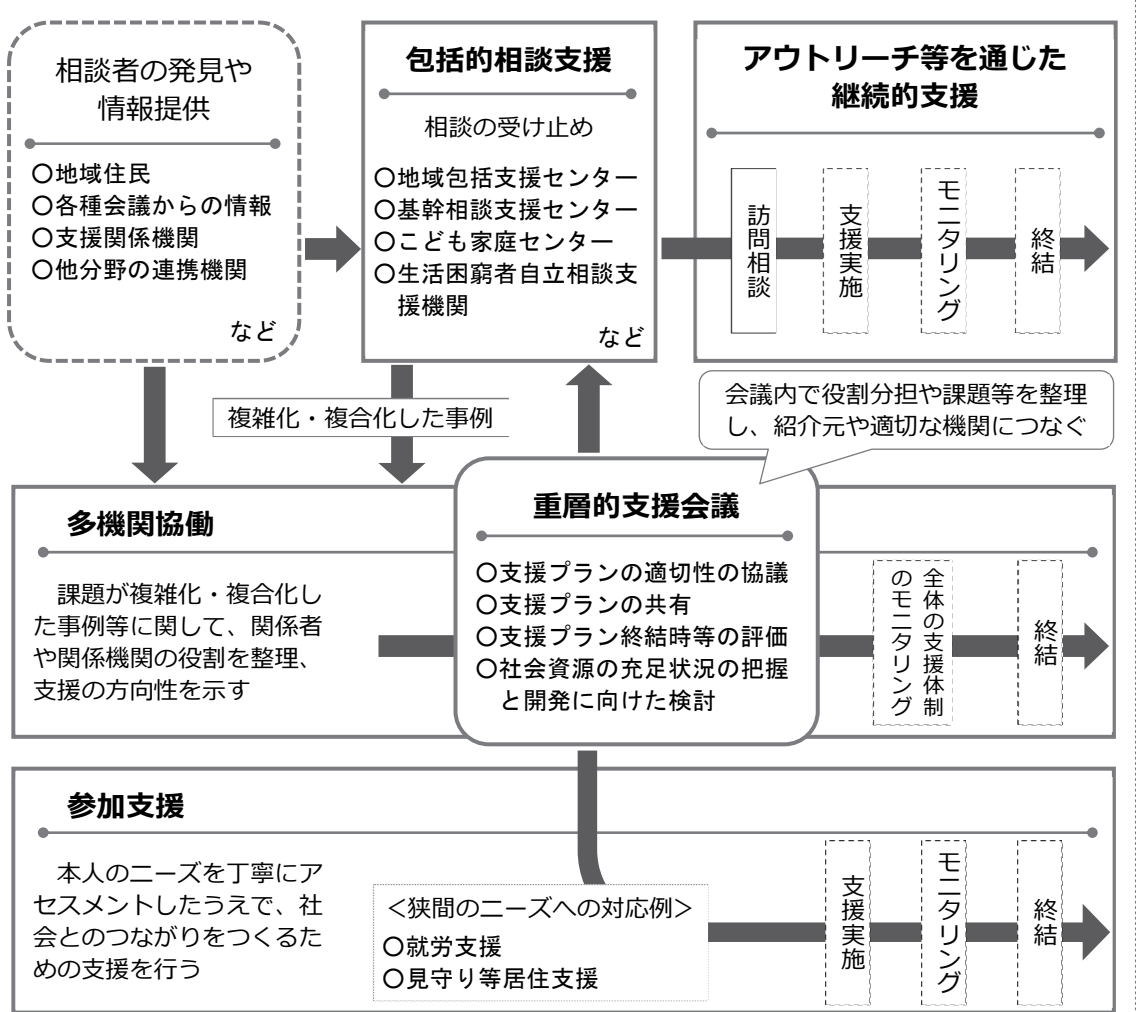 相談者の発見や
情報提供
〇地域住民
〇各種会議からの情報
〇支援関係機関
〇他分野の連携機関
など
包括的相談支援
相談の受け止め
〇地域包括支援センター
〇基幹相談支援センター
〇こども家庭センター
〇生活困窮者自立相談支
援機関
など
アウトリーチ等を通じた
継続的支援
訪問相談
支援実施
モニタリング
終結
複雑化・複合化した事例
会議内で役割分担や課題等を整理
し、紹介元や適切な機関につなぐ
多機関協働
課題が複雑化・複合化し
た事例等に関して、関係者
や関係機関の役割を整理、
支援の方向性を示す
重層的支援会議
〇支援プランの適切性の協議
〇支援プランの共有
〇支援プラン終結時等の評価
〇社会資源の充足状況の把握
と開発に向けた検討
全体の支援体制
のモニタリング
終結
参加支援
本人のニーズを丁寧にア
セスメントしたうえで、社
会とのつながりをつくるた
めの支援を行う
<狭間のニーズへの対応例>
〇就労支援
〇見守り等居住支援
支援実施
モニタリング
終結